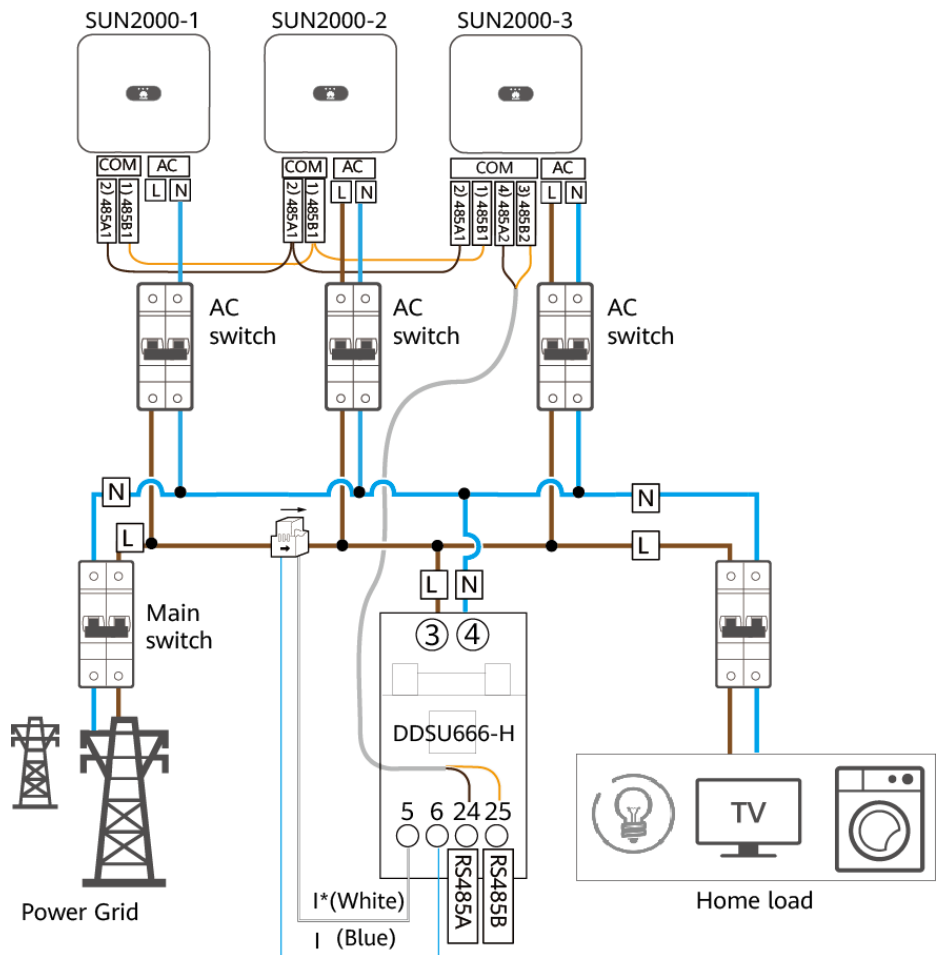 SUN2000-1
SUN2000-2
SUN2000-3
COM
AC
COM
AC
COM
AC
2) 485A1
1) 485B1
L
N
2) 485A1
1) 485B1
L
N
2) 485A1
1) 485B1
4) 485A2
3) 485B2
L
N
AC
switch
AC
switch
AC
switch
N
N
L
L
L
N
Main
switch
3
4
DDSU666-H
5
6
24
25
RS485A
RS485B
TV
I*(White)
I (Blue)
Power Grid
Home load